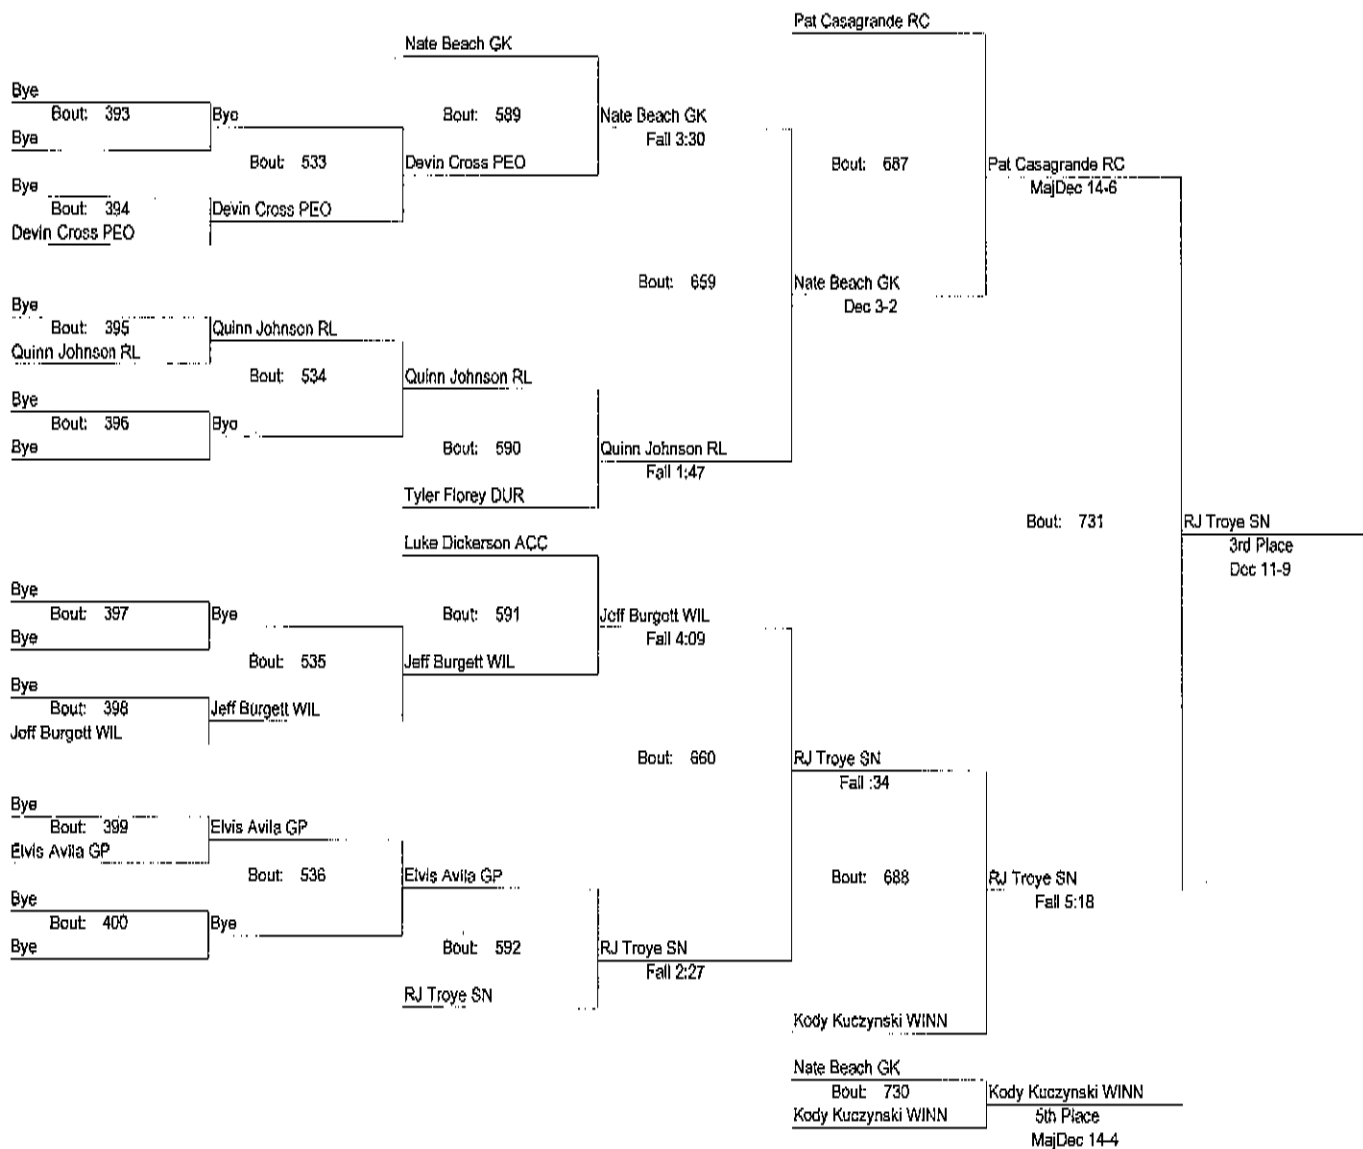 Pat Casagrande RC
Nate Beach GK
Bye
Bout: 393
Bye
Bout: 589
Nate Beach GK
Fall 3:30
Bye
Bout: 533
Devin Cross PEO
Bout: 687
Pat Casagrande RC
MajDec 14-6
Bye
Bout: 394
Devin Cross PEO
Devin Cross PEO
Bout: 659
Nate Beach GK
Dec 3-2
Bye
Bout: 395
Quinn Johnson RL
Quinn Johnson RL
Bout: 534
Quinn Johnson RL
Bye
Bout: 396
Bye
Bye
Bout: 590
Quinn Johnson RL
Fall 1:47
Tyler Florey DUR
Bout: 731
RJ Troye SN
3rd Place
Dec 11-9
Luke Dickerson ACC
Bye
Bout: 397
Bye
Bout: 591
Jeff Burgett WIL
Fall 4:09
Bye
Bout: 535
Jeff Burgett WIL
Bye
Bout: 398
Jeff Burgett WIL
Jeff Burgett WIL
Bout: 660
RJ Troye SN
Fall :34
Bye
Bout: 399
Elvis Avila GP
Elvis Avila GP
Bout: 536
Elvis Avila GP
Bout: 688
RJ Troye SN
Fall 5:18
Bye
Bout: 400
Bye
Bye
Bout: 592
RJ Troye SN
Fall 2:27
RJ Troye SN
Kody Kuczynski WINN
Nate Beach GK
Bout: 730
Kody Kuczynski WINN
Kody Kuczynski WINN
5th Place
MajDec 14-4